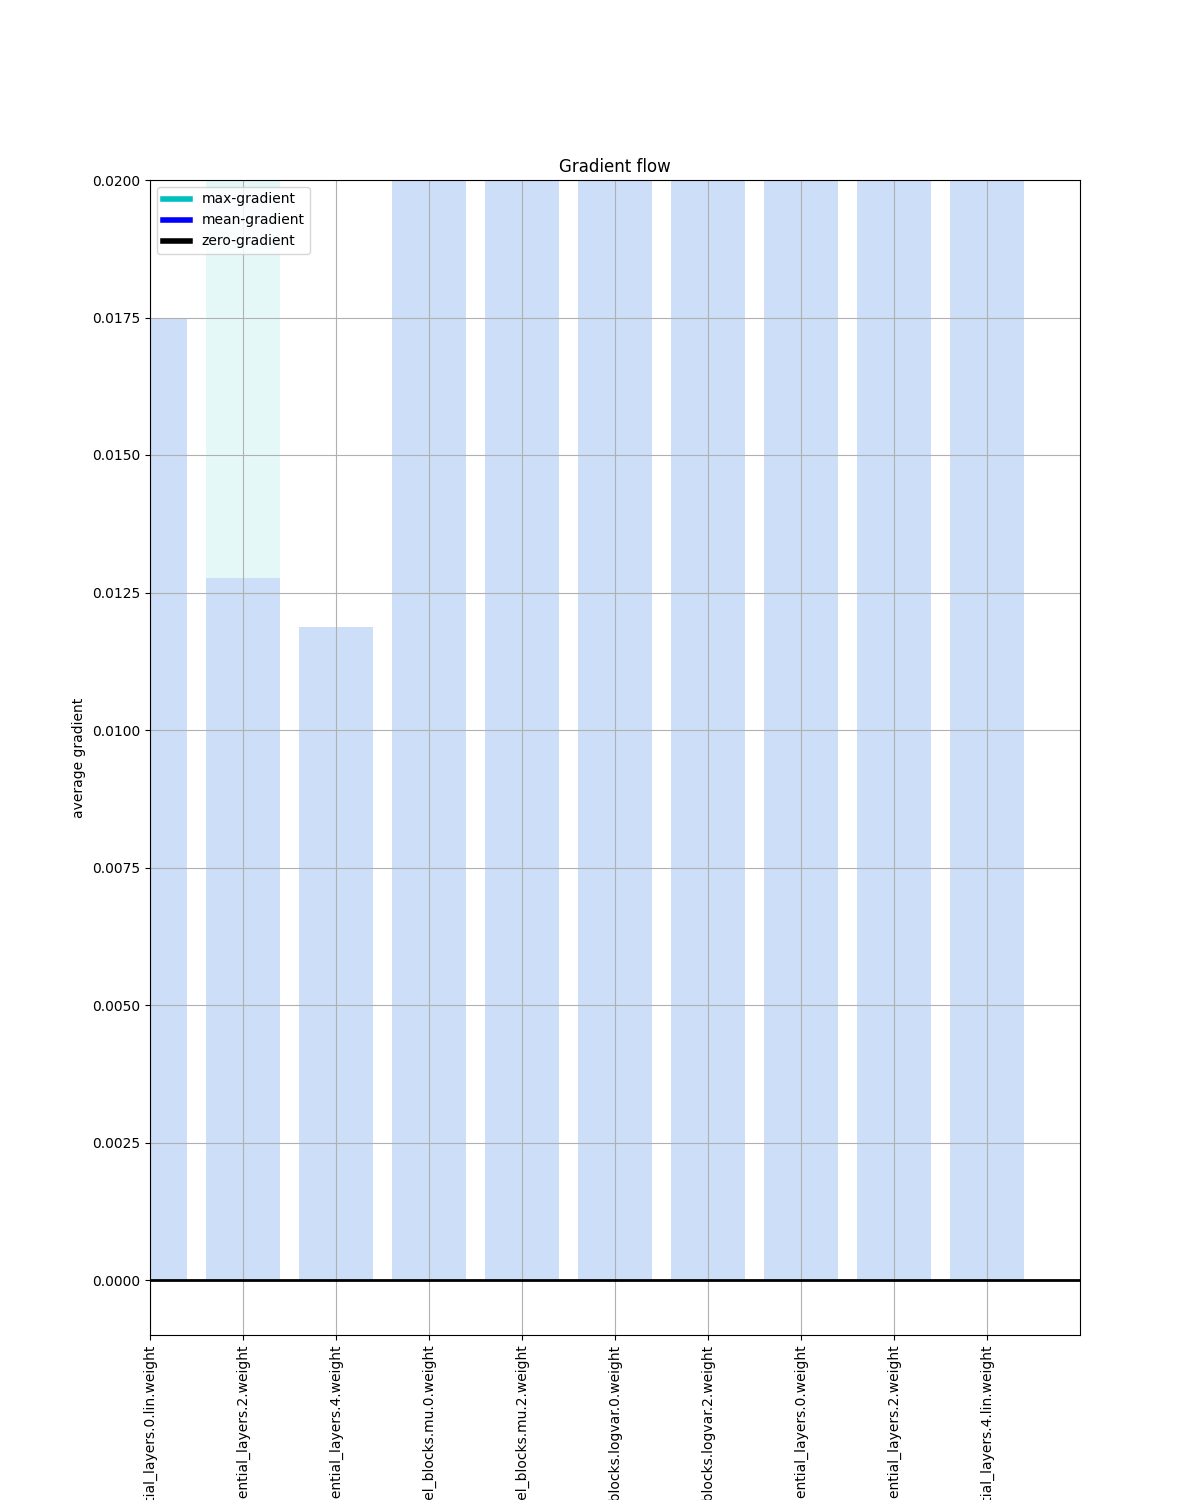 Gradient flow
max-gradient
mean-gradient
zero-gradient
0.0200
0.0175
0.0150
0.0125
0.0100
0.0075
0.0050
0.0025
0.0000
average gradient
tial_layers.0.lin.weight
ential_layers.2.weight
ential_layers.4.weight
el_blocks.mu.0.weight
el_blocks.mu.2.weight
blocks.logvar.0.weight
blocks.logvar.2.weight
ential_layers.0.weight
ential_layers.2.weight
tial_layers.4.lin.weight